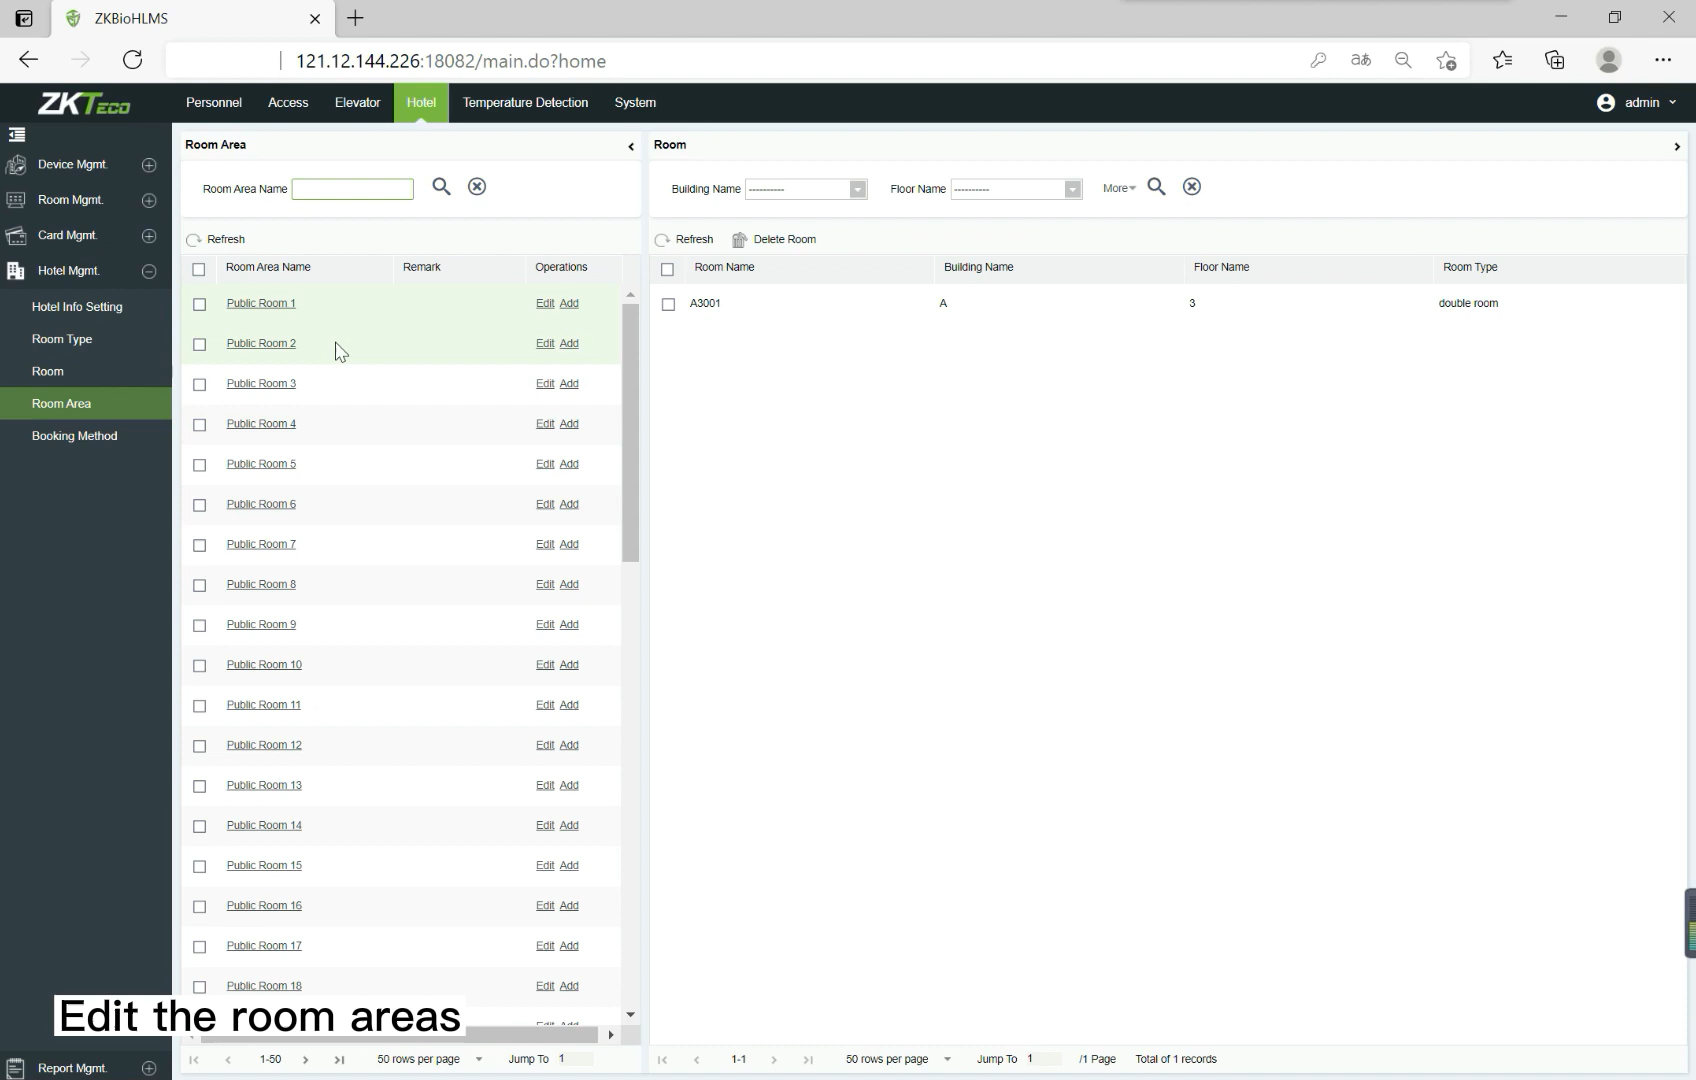 ZKBioHLMS
121.12.144.226:18082/main.do?home
ZKTeco Personnel Access Elevator Hotel Temperature Detection System admin
Device Mgmt.
Room Mgmt.
Card Mgmt.
Hotel Mgmt.
Hotel Info Setting
Room Type
Room
Room Area
Booking Method
Report Mgmt.
Room Area
Room Area Name
Refresh
Room Area Name Remark Operations
Public Room 1 Edit Add
Public Room 2 Edit Add
Public Room 3 Edit Add
Public Room 4 Edit Add
Public Room 5 Edit Add
Public Room 6 Edit Add
Public Room 7 Edit Add
Public Room 8 Edit Add
Public Room 9 Edit Add
Public Room 10 Edit Add
Public Room 11 Edit Add
Public Room 12 Edit Add
Public Room 13 Edit Add
Public Room 14 Edit Add
Public Room 15 Edit Add
Public Room 16 Edit Add
Public Room 17 Edit Add
Public Room 18 Edit Add
Edit Add
1-50 50 rows per page Jump To 1
Room
Building Name ---------- Floor Name ---------- More
Refresh Delete Room
Room Name Building Name Floor Name Room Type
A3001 A 3 double room
1-1 50 rows per page Jump To 1 /1 Page Total of 1 records
Edit the room areas